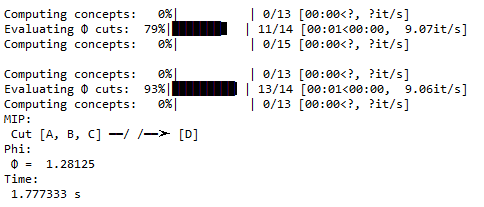 Computing concepts:   0%|          | 0/13 [00:00<?, ?it/s]
Evaluating Φ cuts:  79%|███████▊  | 11/14 [00:01<00:00,  9.07it/s]
Computing concepts:   0%|          | 0/15 [00:00<?, ?it/s]
Computing concepts:   0%|          | 0/13 [00:00<?, ?it/s]
Evaluating Φ cuts:  93%|█████████▎| 13/14 [00:01<00:00,  9.06it/s]
Computing concepts:   0%|          | 0/13 [00:00<?, ?it/s]
MIP:
 Cut [A, B, C] ━━/ /━━➤ [D]
Phi:
 Φ =  1.28125
Time:
 1.777333 s